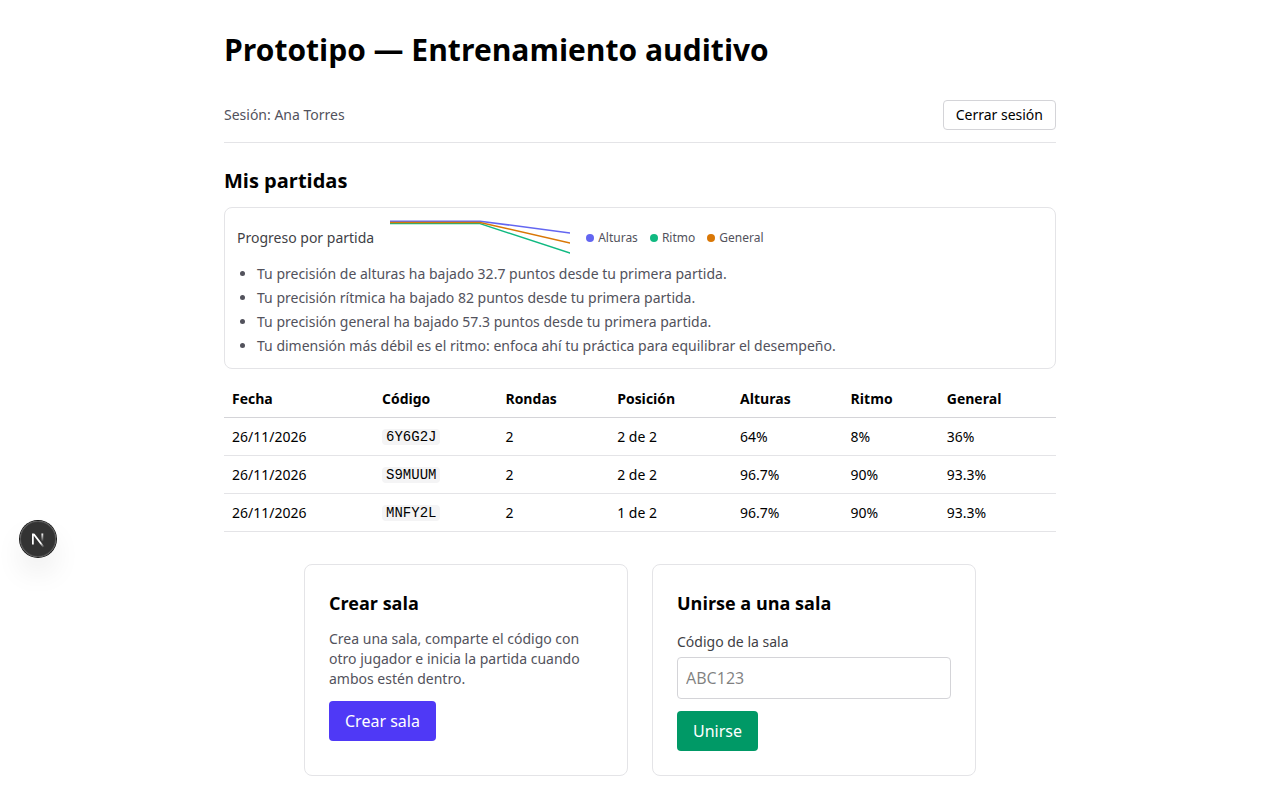 Prototipo — Entrenamiento auditivo
Sesión: Ana Torres
Cerrar sesión
Mis partidas
Progreso por partida
Alturas Ritmo General
Tu precisión de alturas ha bajado 32.7 puntos desde tu primera partida.
Tu precisión rítmica ha bajado 82 puntos desde tu primera partida.
Tu precisión general ha bajado 57.3 puntos desde tu primera partida.
Tu dimensión más débil es el ritmo: enfoca ahí tu práctica para equilibrar el desempeño.
Fecha Código Rondas Posición Alturas Ritmo General
26/11/2026 6Y6G2J 2 2 de 2 64% 8% 36%
26/11/2026 S9MUUM 2 2 de 2 96.7% 90% 93.3%
26/11/2026 MNFY2L 2 1 de 2 96.7% 90% 93.3%
N
Crear sala
Crea una sala, comparte el código con
otro jugador e inicia la partida cuando
ambos estén dentro.
Crear sala
Unirse a una sala
Código de la sala
ABC123
Unirse